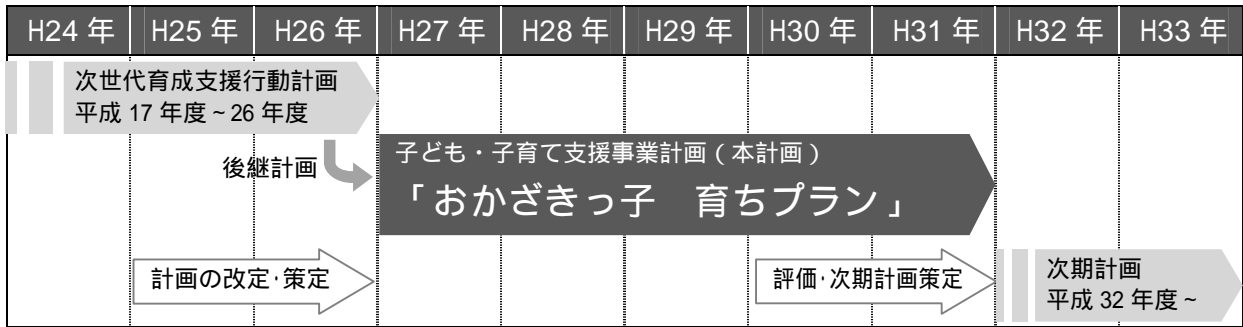 H24 年 H25 年 H26 年 H27 年 H28 年 H29 年 H30 年 H31 年 H32 年 H33 年
次世代育成支援行動計画
平成 17 年度~26 年度
後継計画
子ども・子育て支援事業計画(本計画)
「おかざきっ子　育ちプラン」
計画の改定・策定
評価・次期計画策定
次期計画
平成 32 年度~